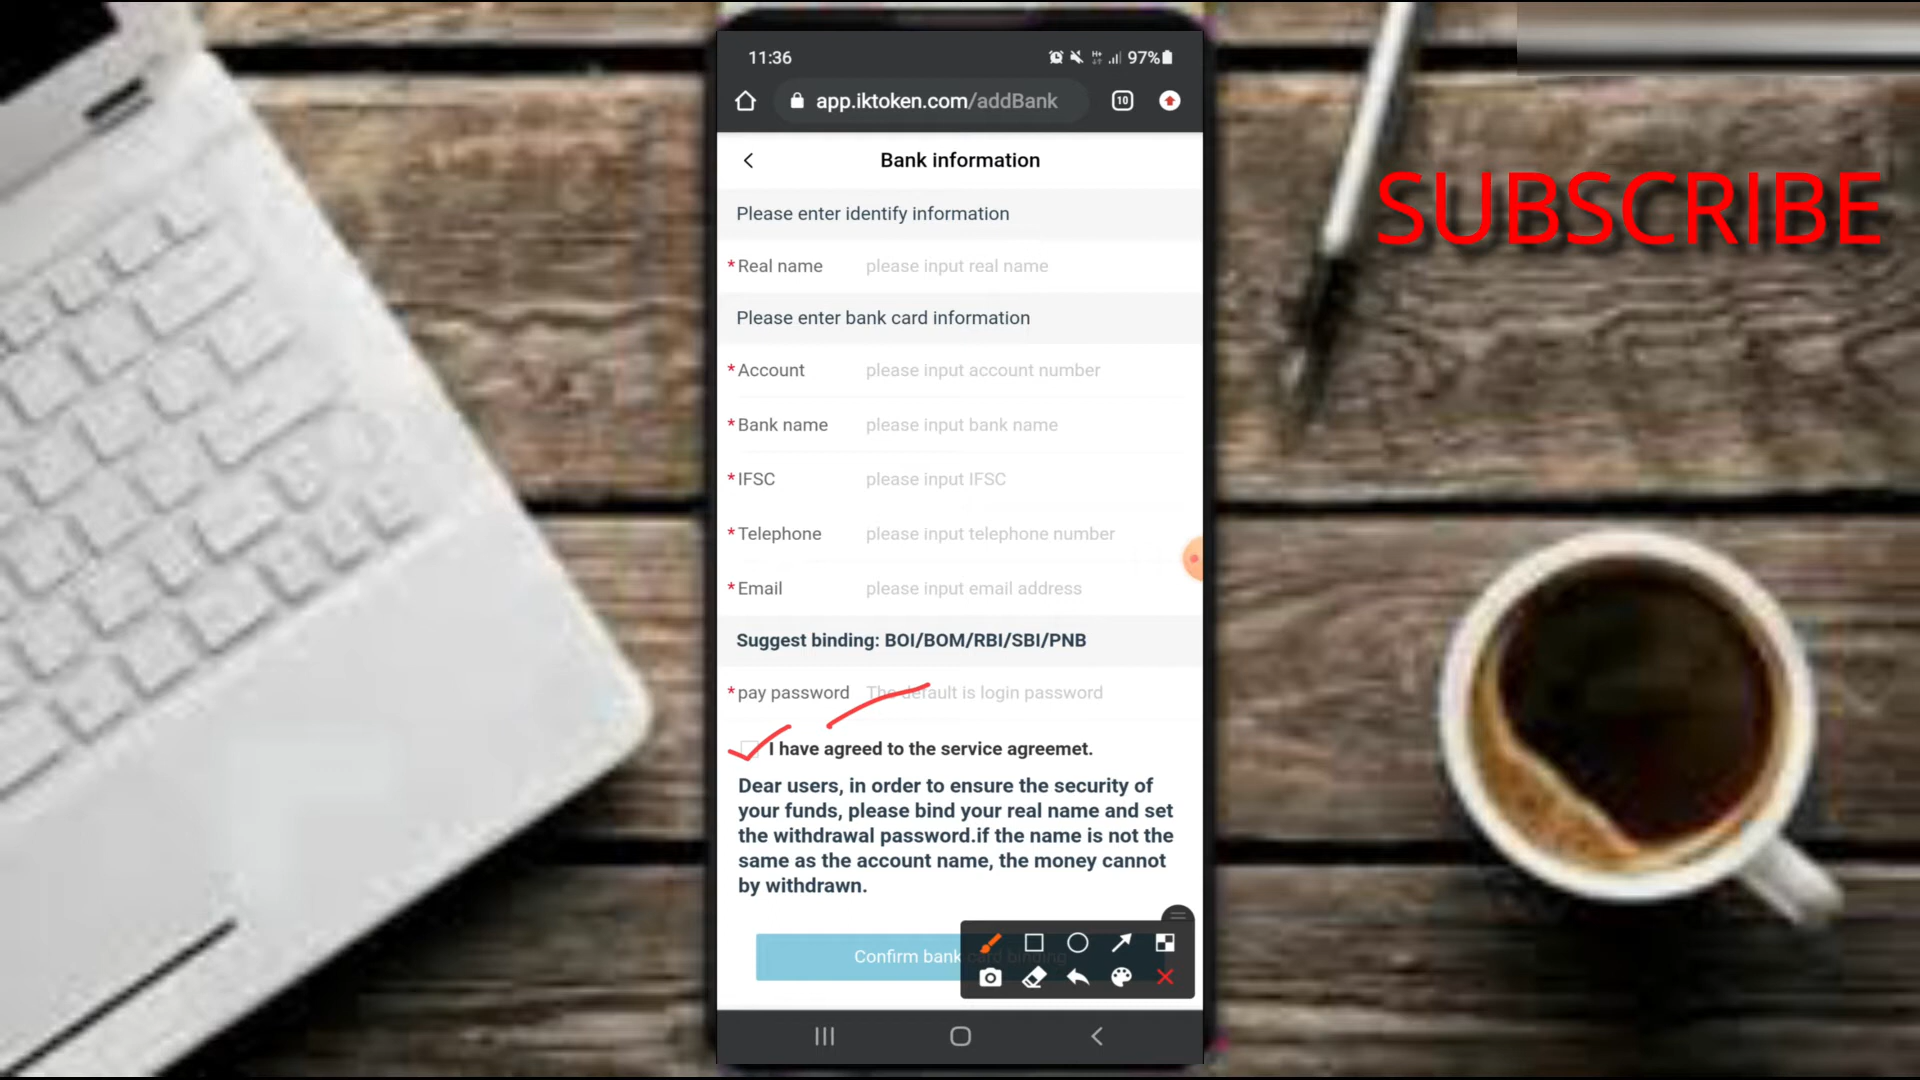 11:36
97%
app.iktoken.com/addBank
10
Bank information
SUBSCRIBE
Please enter identify information
*Real name please input real name
Please enter bank card information
*Account please input account number
*Bank name please input bank name
*IFSC please input IFSC
*Telephone please input telephone number
*Email please input email address
Suggest binding: BOI/BOM/RBI/SBI/PNB
*pay password The default is login password
I have agreed to the service agreemet.
Dear users, in order to ensure the security of
your funds, please bind your real name and set
the withdrawal password.if the name is not the
same as the account name, the money cannot
by withdrawn.
Confirm bank card binding